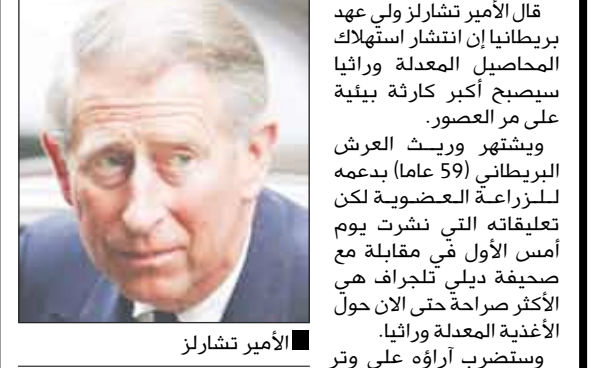 قال الأمير تشارلز ولي عهد
بريطانيا إن انتشار استهلاك
المحاصيل المعدلة وراثيا
سيصبح أكبر كارثة بيئية
على مر العصور.
ويشتهر وريث العرش
البريطاني (59 عاما) بدعمه
للزراعة العضوية لكن
تعليقاته التي نشرت يوم
أمس الأول في مقابلة مع
صحيفة ديلي تلجراف هي
الأكثر صراحة حتى الان حول
الأغذية المعدلة وراثيا.
وستضرب آراؤه على وتر
الأمير تشارلز